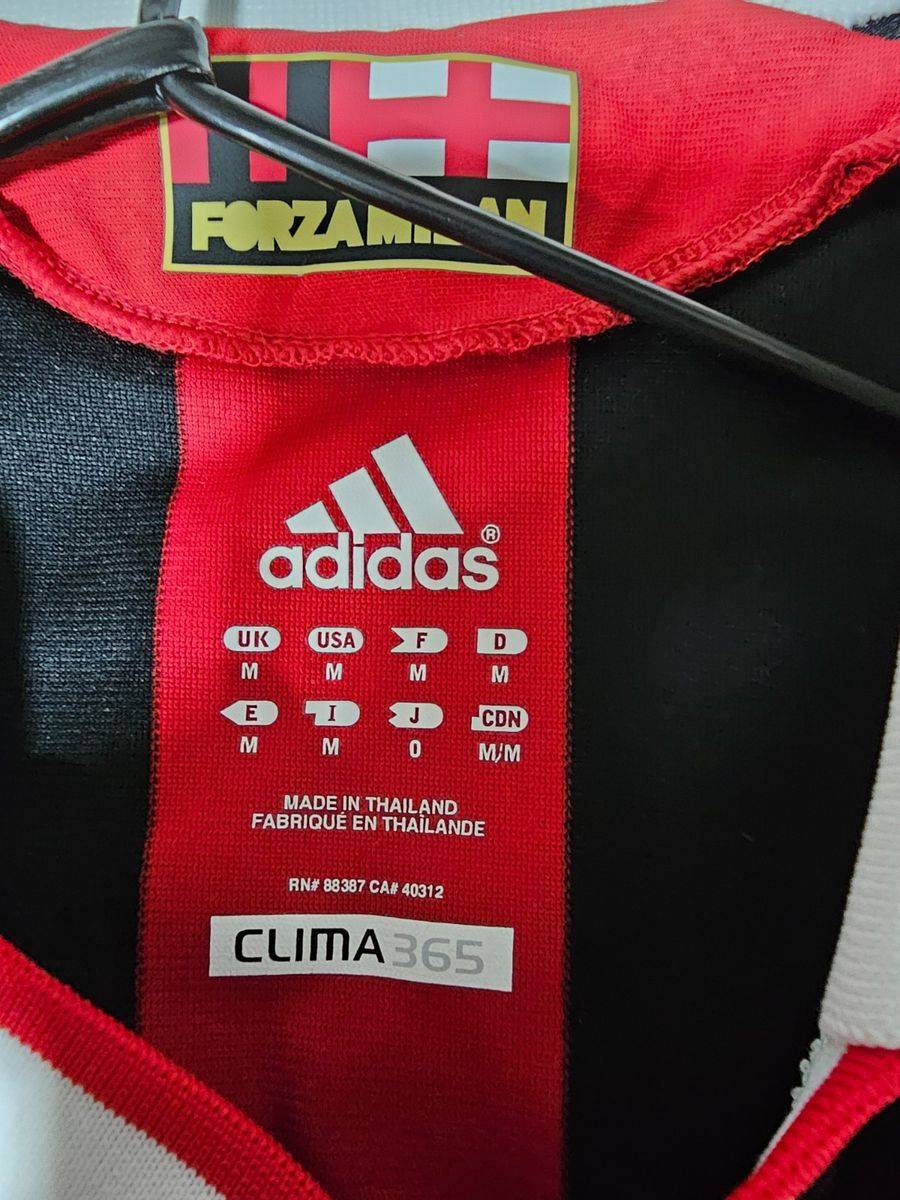 FORZA MILAN
adidas®
UK USA F D
M M M M
E I J CDN
M M O M/M
MADE IN THAILAND
FABRIQUÉ EN THAÏLANDE
RN# 88387 CA# 40312
CLIMA365